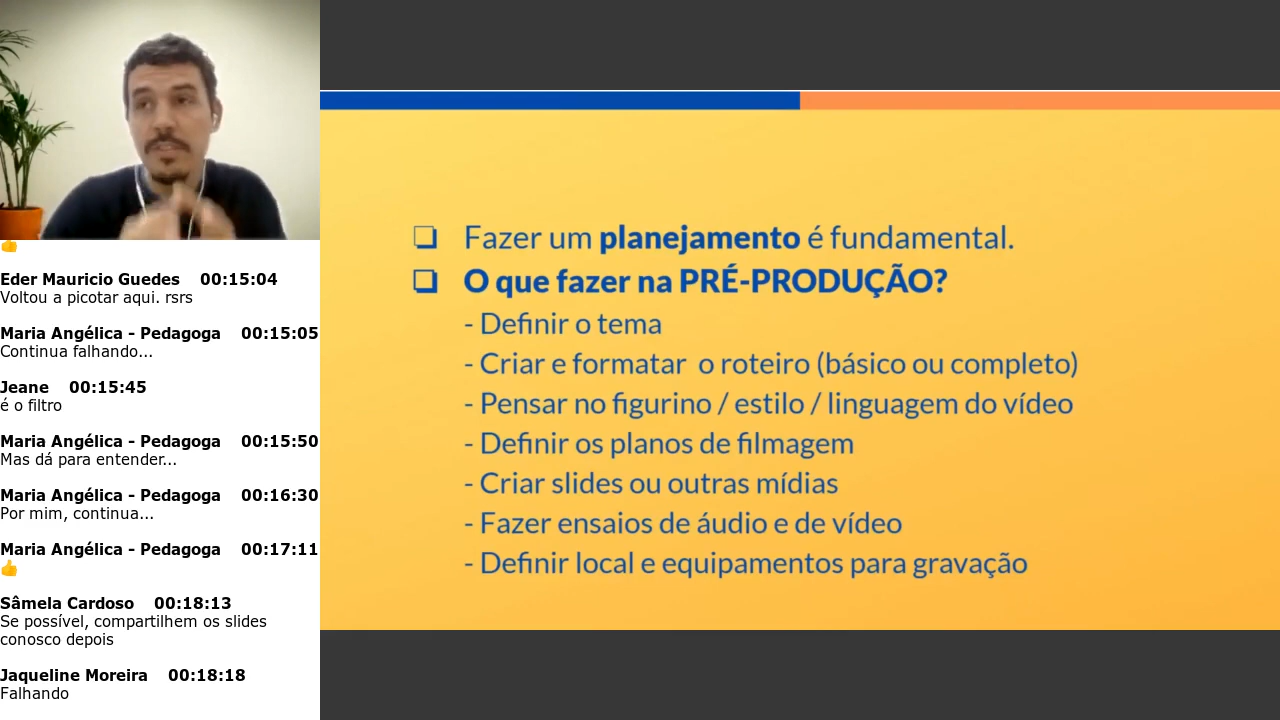 👍
Eder Mauricio Guedes 00:15:04
Voltou a picotar aqui. rsrs
Maria Angélica - Pedagoga 00:15:05
Continua falhando...
Jeane 00:15:45
é o filtro
Maria Angélica - Pedagoga 00:15:50
Mas dá para entender...
Maria Angélica - Pedagoga 00:16:30
Por mim, continua...
Maria Angélica - Pedagoga 00:17:11
👍
Sâmela Cardoso 00:18:13
Se possível, compartilhem os slides
conosco depois
Jaqueline Moreira 00:18:18
Falhando
❏ Fazer um planejamento é fundamental.
❏ O que fazer na PRÉ-PRODUÇÃO?
- Definir o tema
- Criar e formatar o roteiro (básico ou completo)
- Pensar no figurino / estilo / linguagem do vídeo
- Definir os planos de filmagem
- Criar slides ou outras mídias
- Fazer ensaios de áudio e de vídeo
- Definir local e equipamentos para gravação